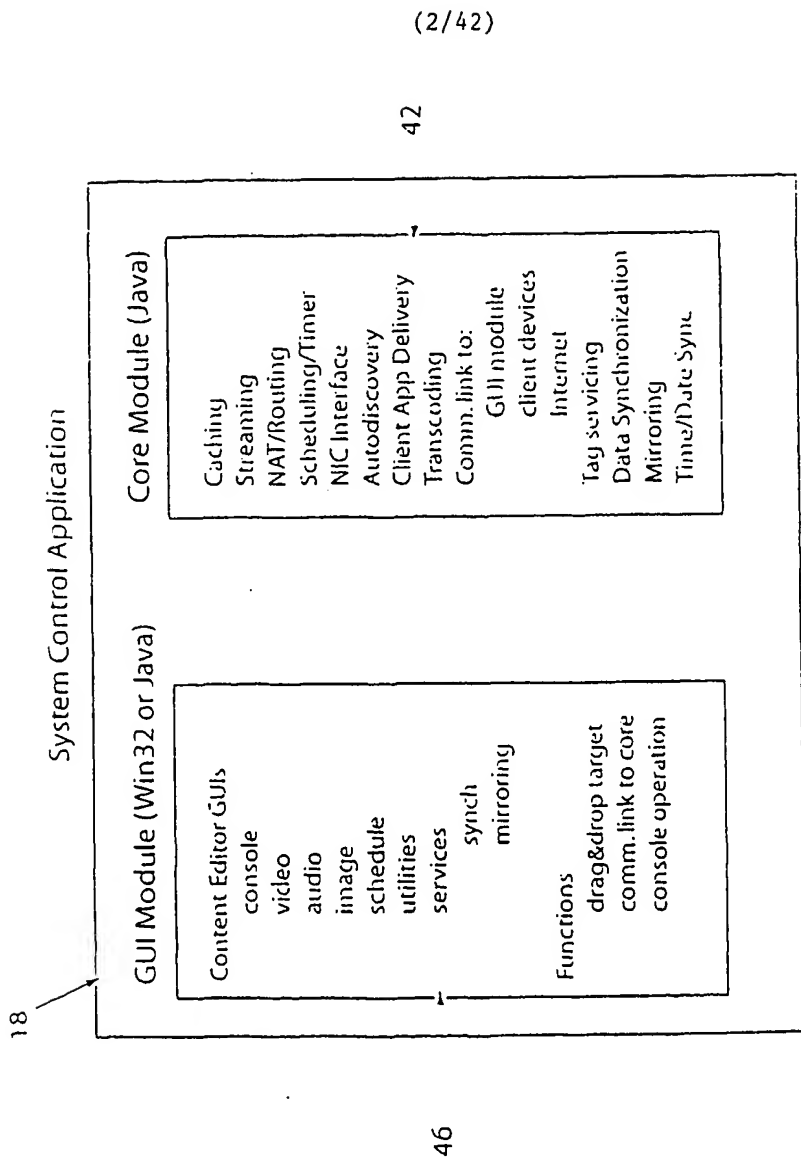 (2/42)
System Control Application
18
GUI Module (Win32 or Java)
Content Editor GUIs
console
video
audio
image
schedule
utilities
services
synch
mirroring
Functions
drag&drop target
comm.link to core
console operation
46
Core Module (Java)
Caching
Streaming
NAT/Routing
Scheduling/Timer
NIC Interface
Autodiscovery
Client App Delivery
Transcoding
Comm. link to:
GUI module
client devices
Internet
Tag servicing
Data Synchronization
Mirroring
Time/Date Sync
42